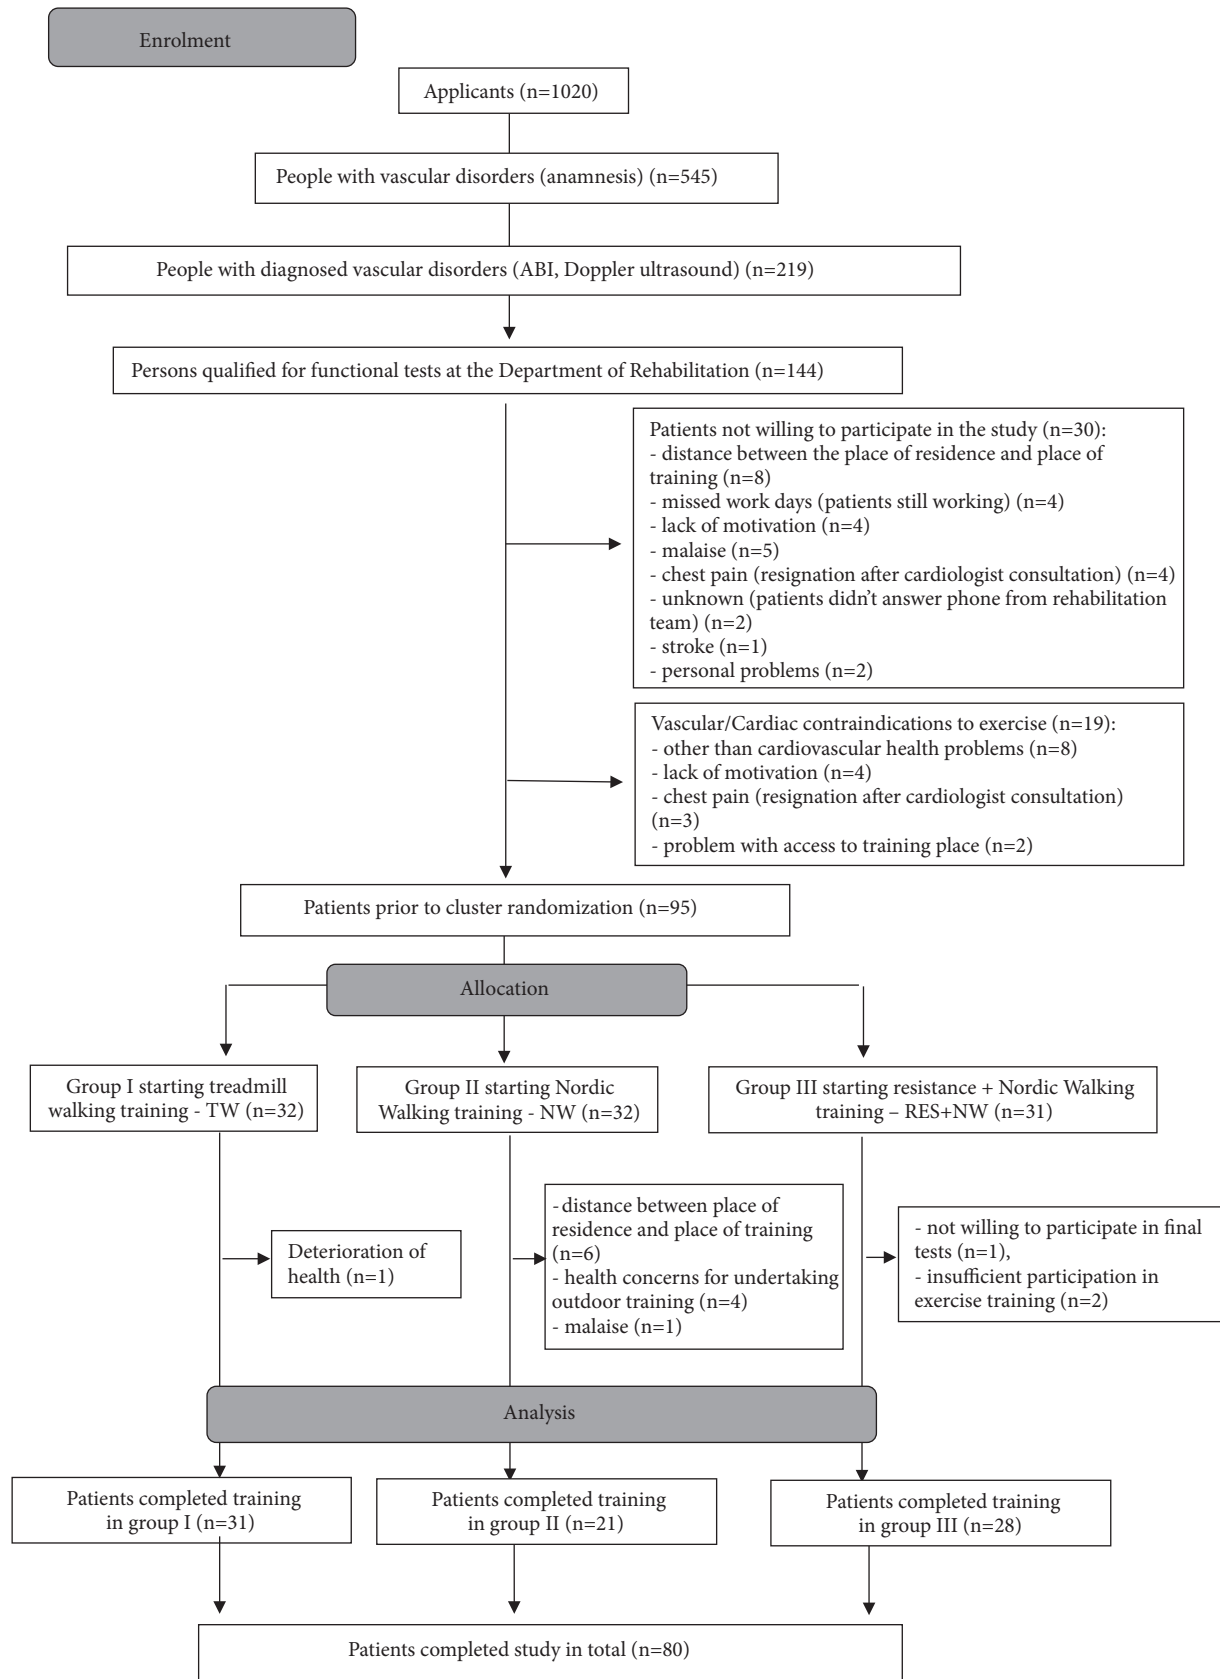 Enrolment
Applicants (n=1020)
People with vascular disorders (anamnesis) (n=545)
People with diagnosed vascular disorders (ABI, Doppler ultrasound) (n=219)
Persons qualified for functional tests at the Department of Rehabilitation (n=144)
Patients not willing to participate in the study (n=30):
- distance between the place of residence and place of
training (n=8)
- missed work days (patients still working) (n=4)
- lack of motivation (n=4)
- malaise (n=5)
- chest pain (resignation after cardiologist consultation) (n=4)
- unknown (patients didn't answer phone from rehabilitation
team) (n=2)
- stroke (n=1)
- personal problems (n=2)
Vascular/Cardiac contraindications to exercise (n=19):
- other than cardiovascular health problems (n=8)
- lack of motivation (n=4)
- chest pain (resignation after cardiologist consultation)
(n=3)
- problem with access to training place (n=2)
Patients prior to cluster randomization (n=95)
Allocation
Group I starting treadmill
walking training - TW (n=32)
Group II starting Nordic
Walking training - NW (n=32)
Group III starting resistance + Nordic Walking
training – RES+NW (n=31)
Deterioration of
health (n=1)
- distance between place of
residence and place of training
(n=6)
- health concerns for undertaking
outdoor training (n=4)
- malaise (n=1)
- not willing to participate in final
tests (n=1),
- insufficient participation in
exercise training (n=2)
Analysis
Patients completed training
in group I (n=31)
Patients completed training
in group II (n=21)
Patients completed training
in group III (n=28)
Patients completed study in total (n=80)